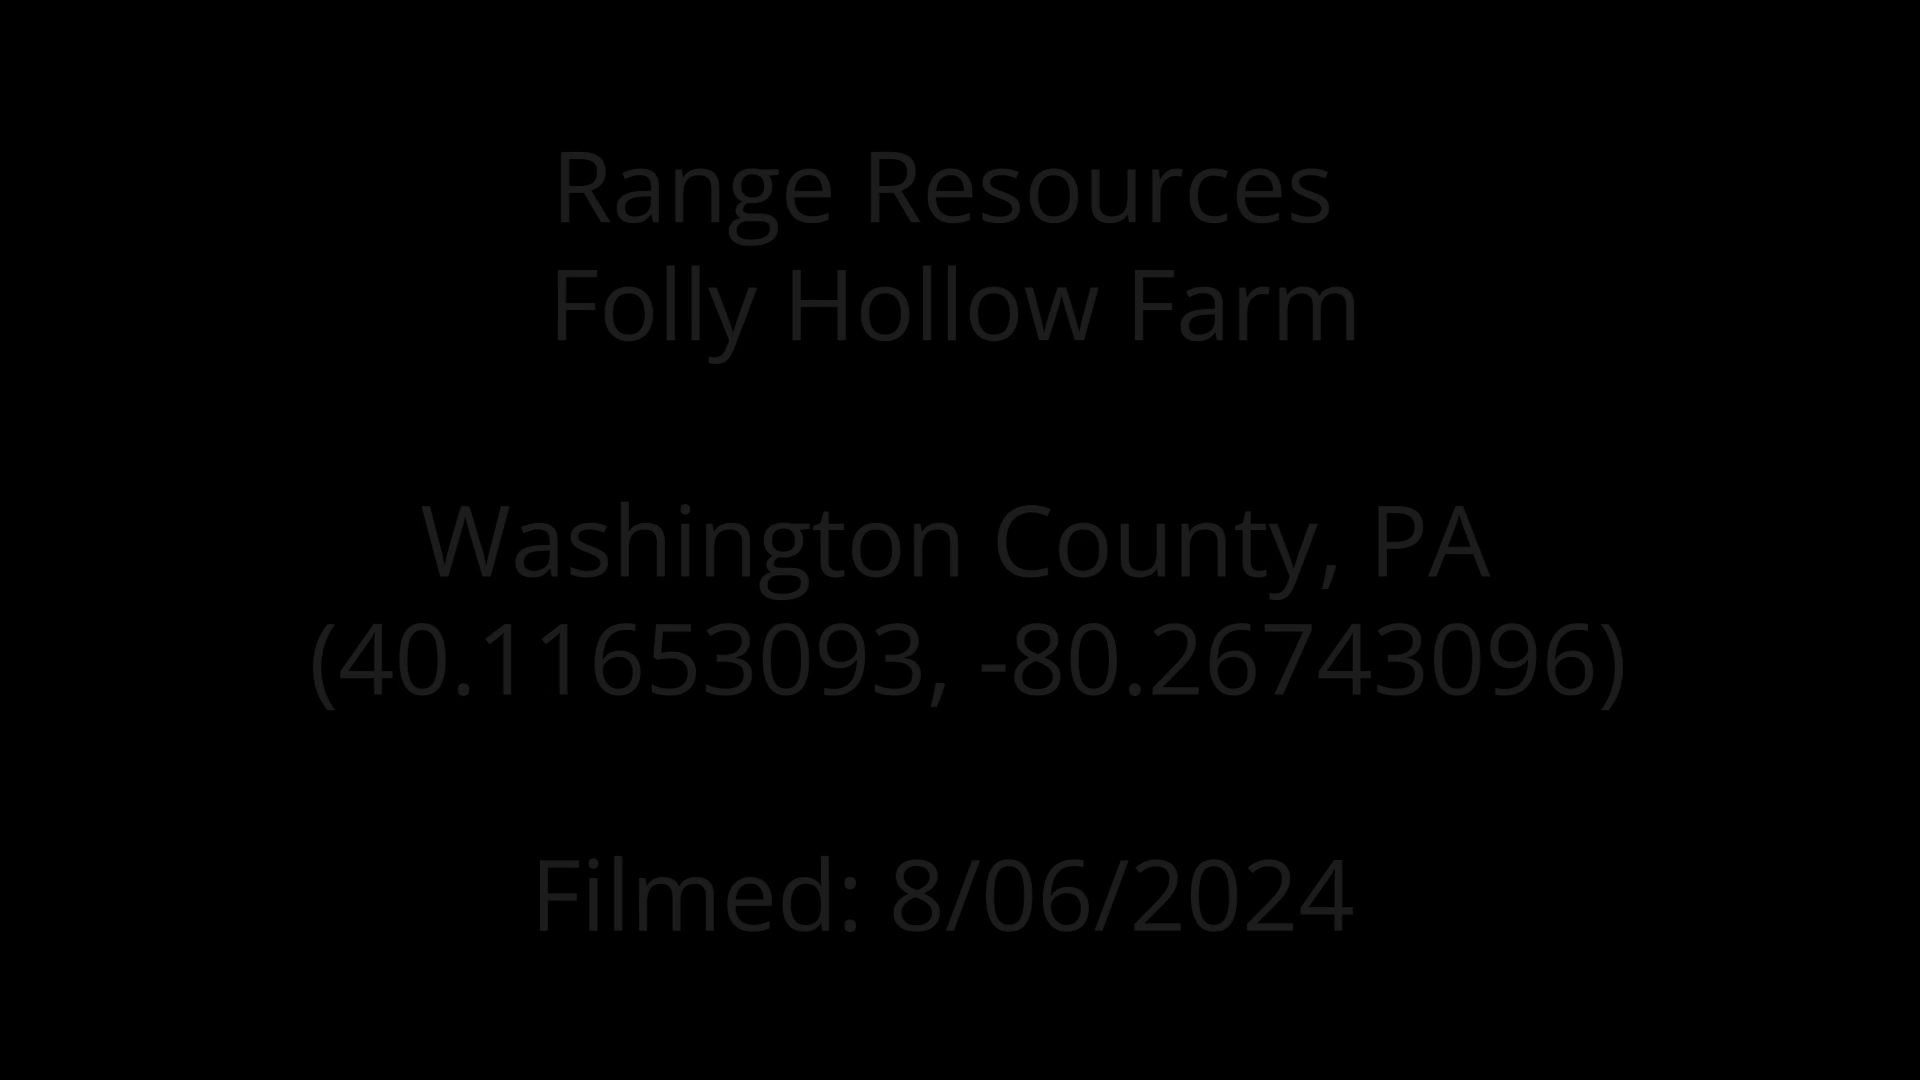 Range Resources
Folly Hollow Farm
Washington County, PA
(40.11653093, -80.26743096)
Filmed: 8/06/2024